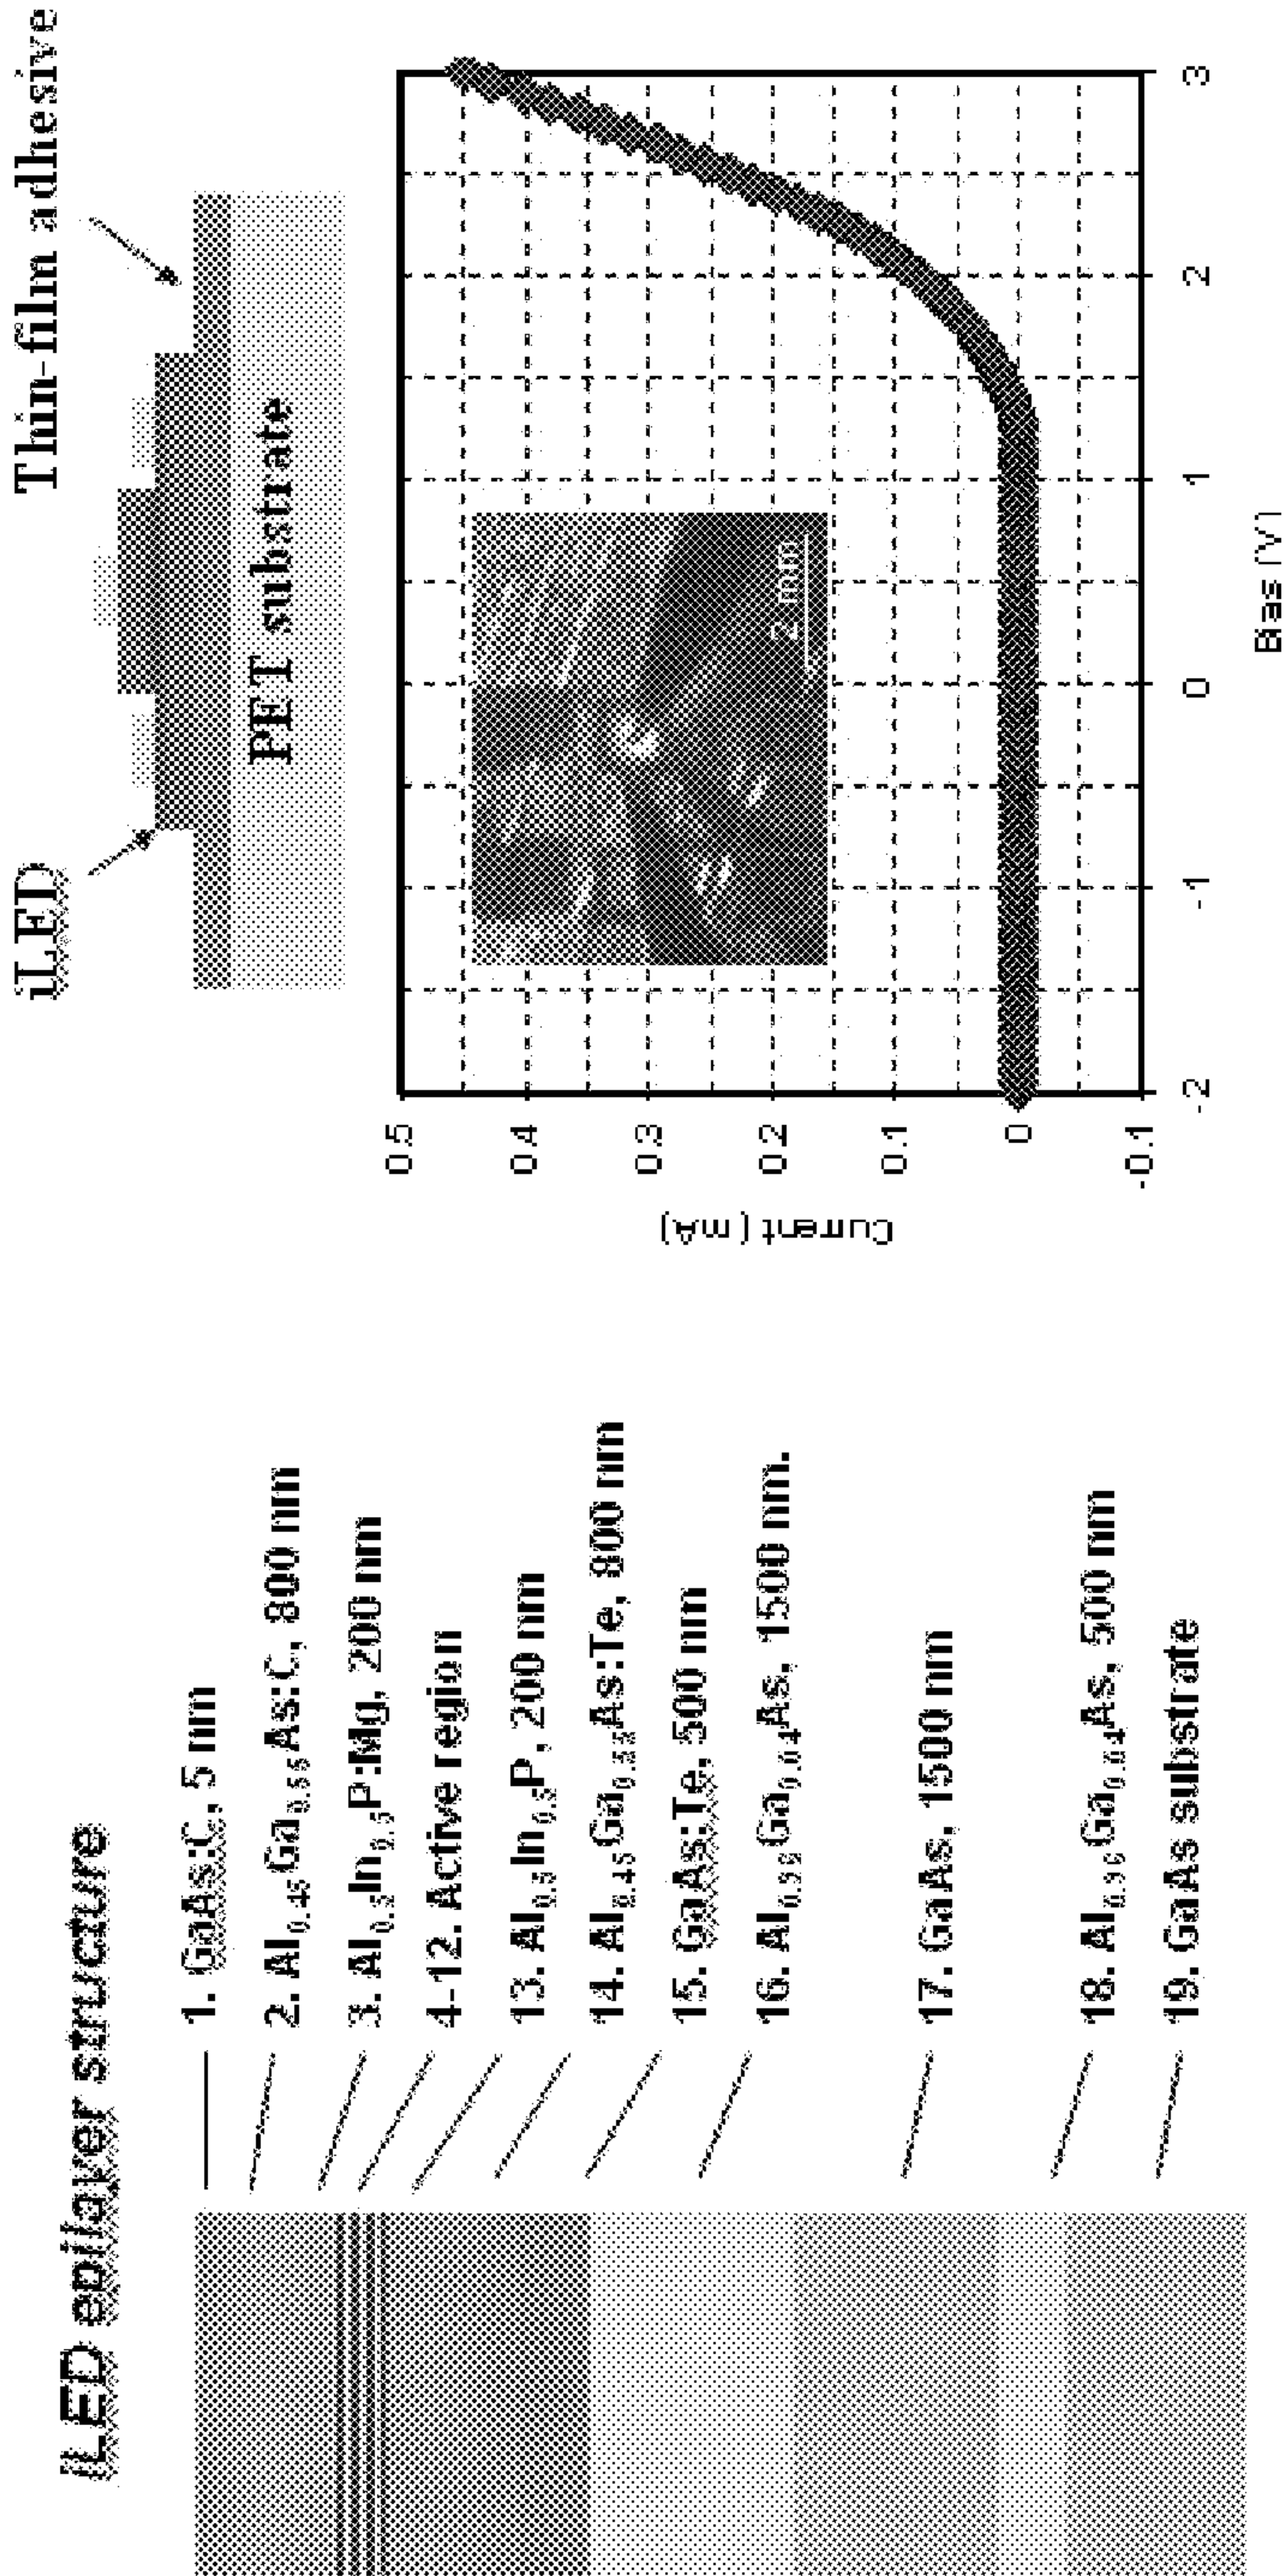 iLED epilayer structure
1. GaAs:C, 5 nm
2. Al0.45Ga0.55As:C, 800 nm
3. Al0.5In0.5P:Mg, 200 nm
4-12. Active region
13. Al0.5In0.5P, 200 nm
14. Al0.45Ga0.55As:Te, 800 nm
15. GaAs:Te, 500 nm
16. Al0.96Ga0.04As, 1500 nm.
17. GaAs, 1500 nm
18. Al0.96Ga0.04As, 500 nm
19. GaAs substrate
iLED
Thin-film adhesive
PET substrate
Current (mA)
0.5
0.4
0.3
0.2
0.1
0
-0.1
2 mm
-2
-1
0
1
2
3
Bias (V)